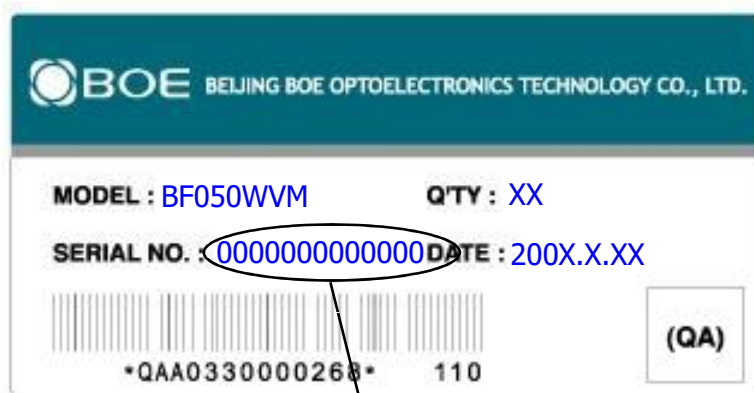 BOE BEIJING BOE OPTOELECTRONICS TECHNOLOGY CO., LTD.
MODEL : BF050WVM Q'TY : XX
SERIAL NO. : 0000000000000 DATE : 200X.X.XX
(QA)
*QAA0330000268* 110